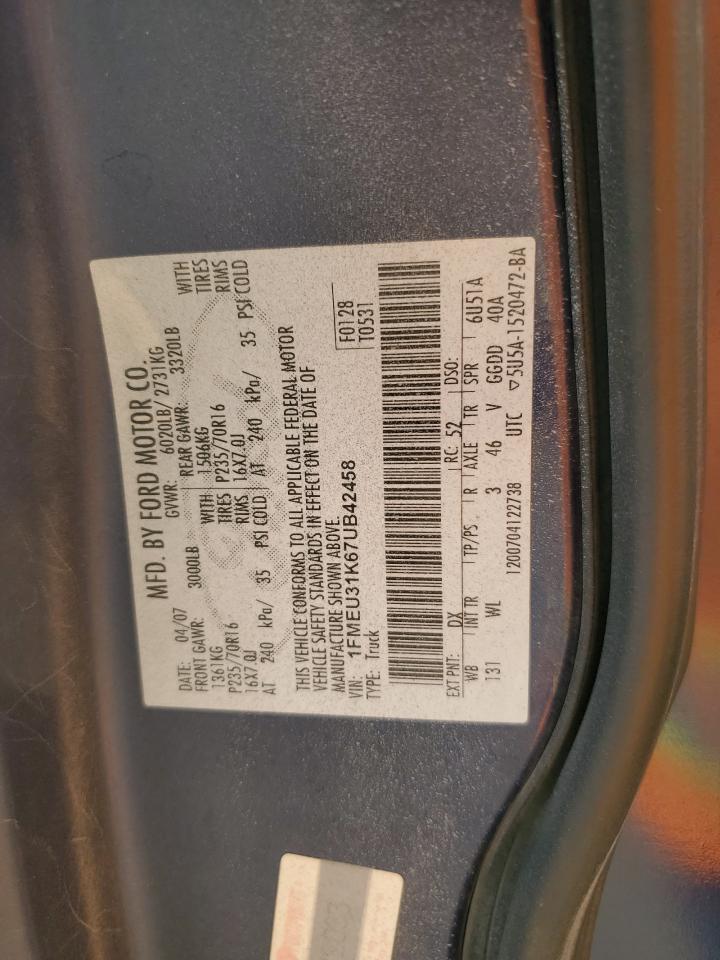 MFD. BY FORD MOTOR CO.
DATE: 04/07 GVWR: 6020LB/ 2731KG
FRONT GAWR: 3000LB REAR GAWR: 3320LB
1361KG WITH 1506KG WITH
P235/70R16 TIRES P235/70R16 TIRES
16X7.0J RIMS 16X7.0J RIMS
AT 240 kPa/ 35 PSI COLD AT 240 kPa/ 35 PSI COLD
THIS VEHICLE CONFORMS TO ALL APPLICABLE FEDERAL MOTOR
VEHICLE SAFETY STANDARDS IN EFFECT ON THE DATE OF
MANUFACTURE SHOWN ABOVE.
VIN: 1FMEU31K67UB42458 F0128
TYPE: Truck T0531
EXT PNT: DX RC: 52 DSO:
WB INT TR TP/PS R AXLE TR SPR 6U51A
131 WL 3 46 V GGDD 40A
1200704122738 UTC ▽5U5A-1520472-BA